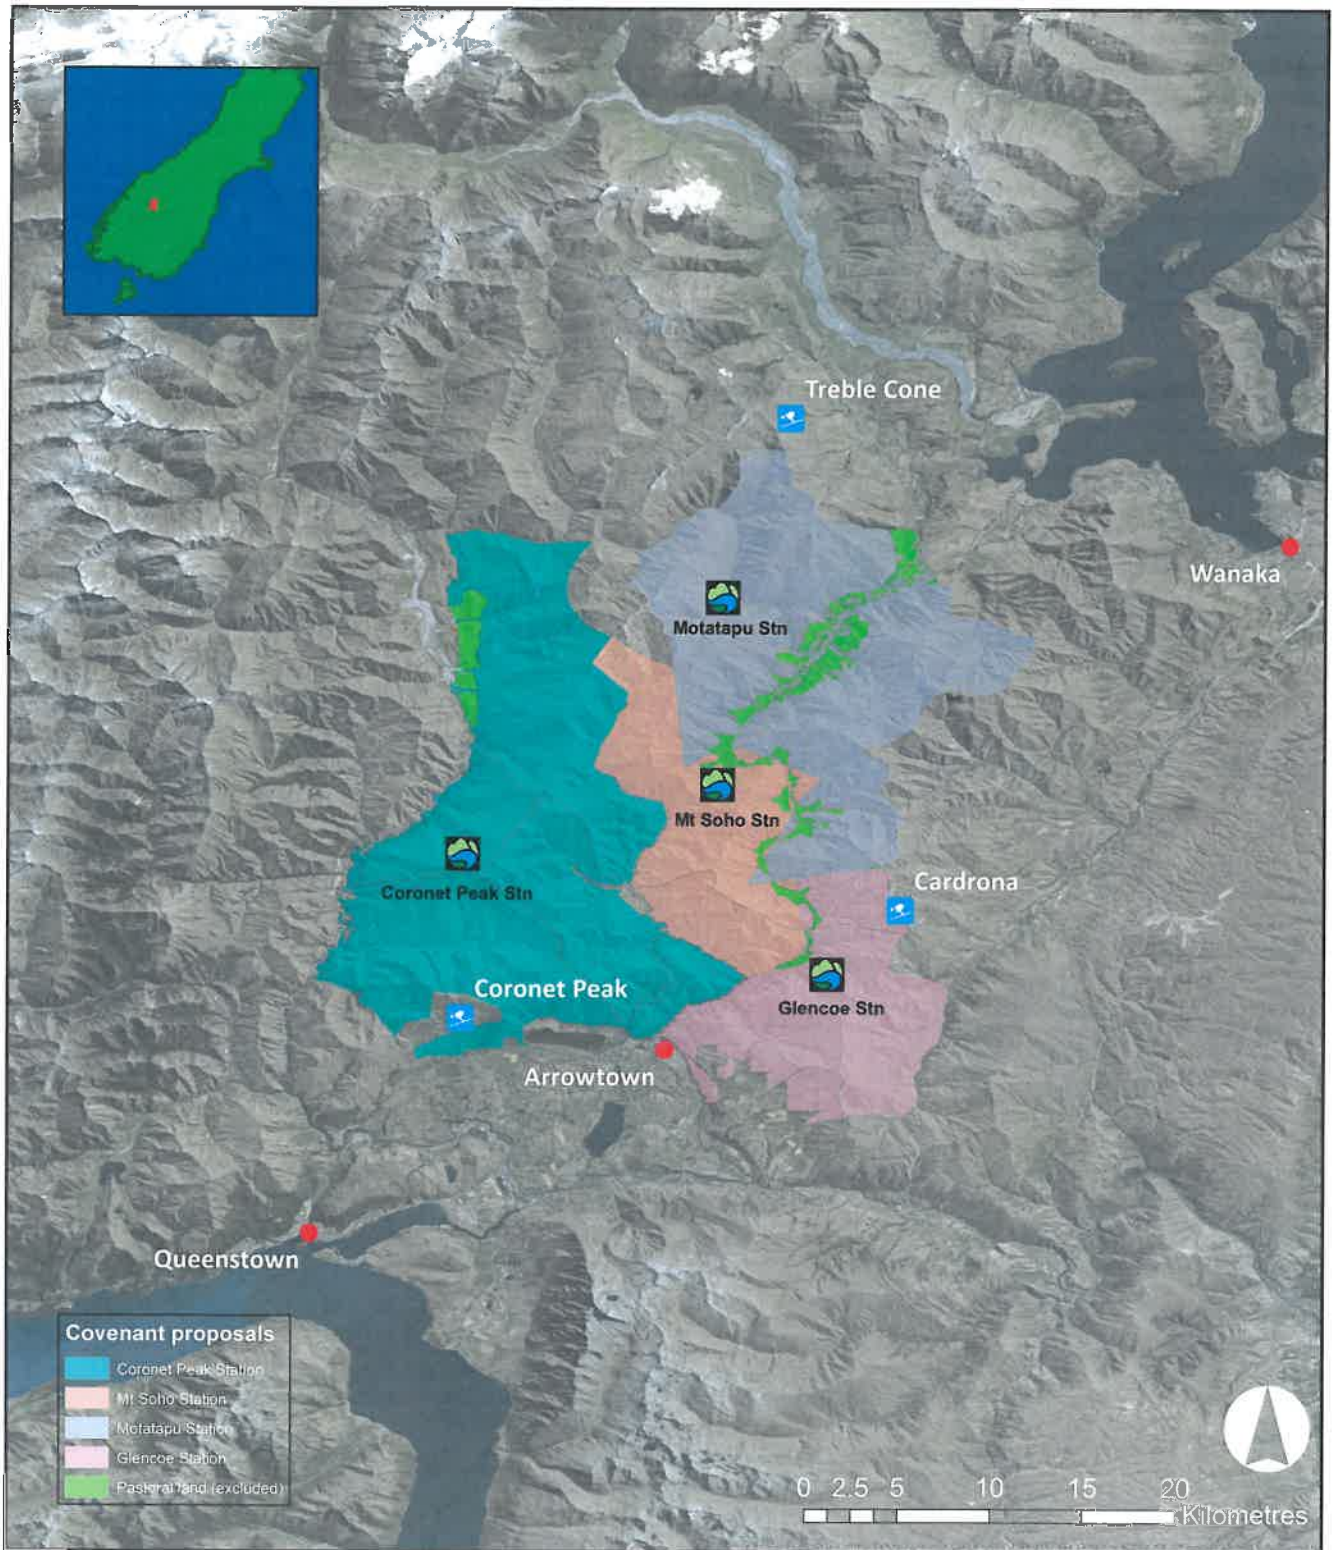 Treble Cone
Wanaka
Motatapu Stn
Mt Soho Stn
Coronet Peak Stn
Cardrona
Coronet Peak
Glencoe Stn
Arrowtown
Queenstown
Covenant proposals
Coronet Peak Station
Mt Soho Station
Motatapu Station
Glencoe Station
Pastoral land (excluded)
0 2.5 5 10 15 20
Kilometres